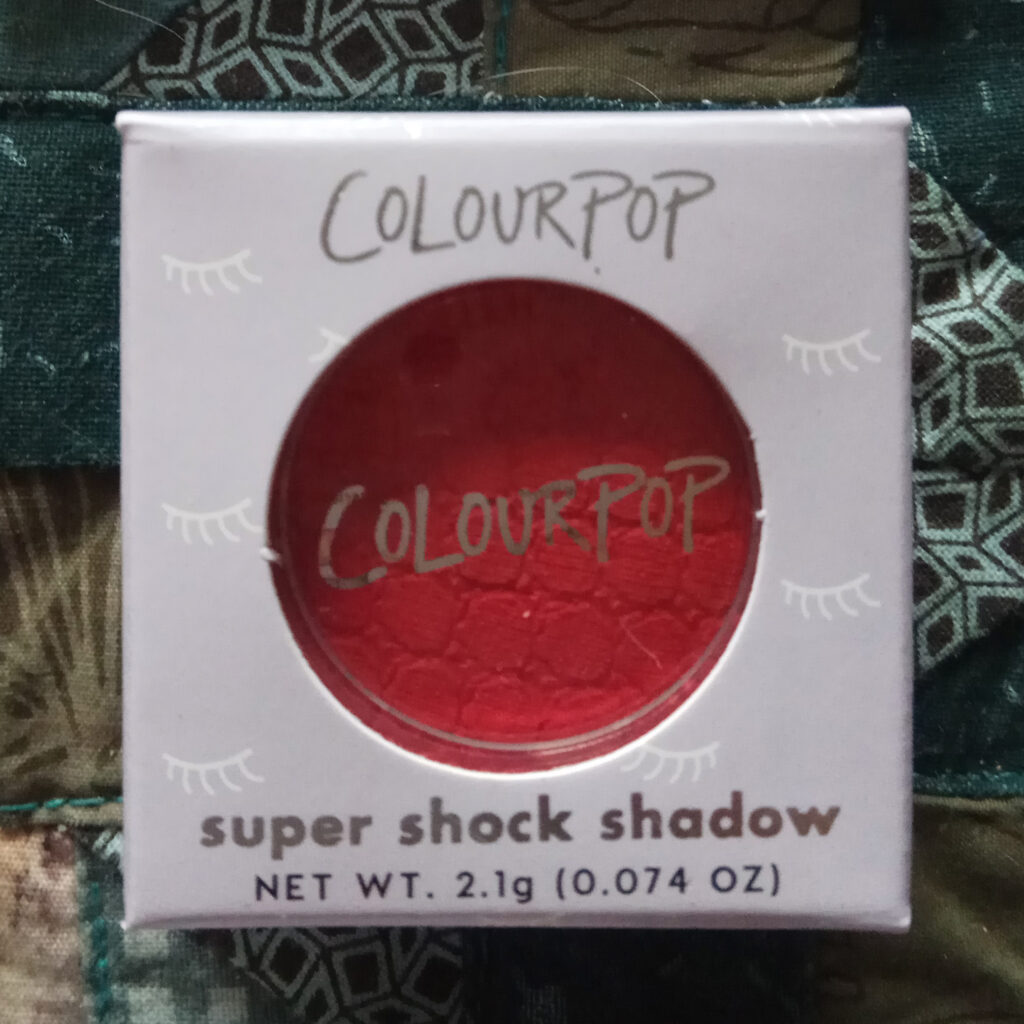 COLOURPOP
COLOURPOP
super shock shadow
NET WT. 2.1g (0.074 OZ)